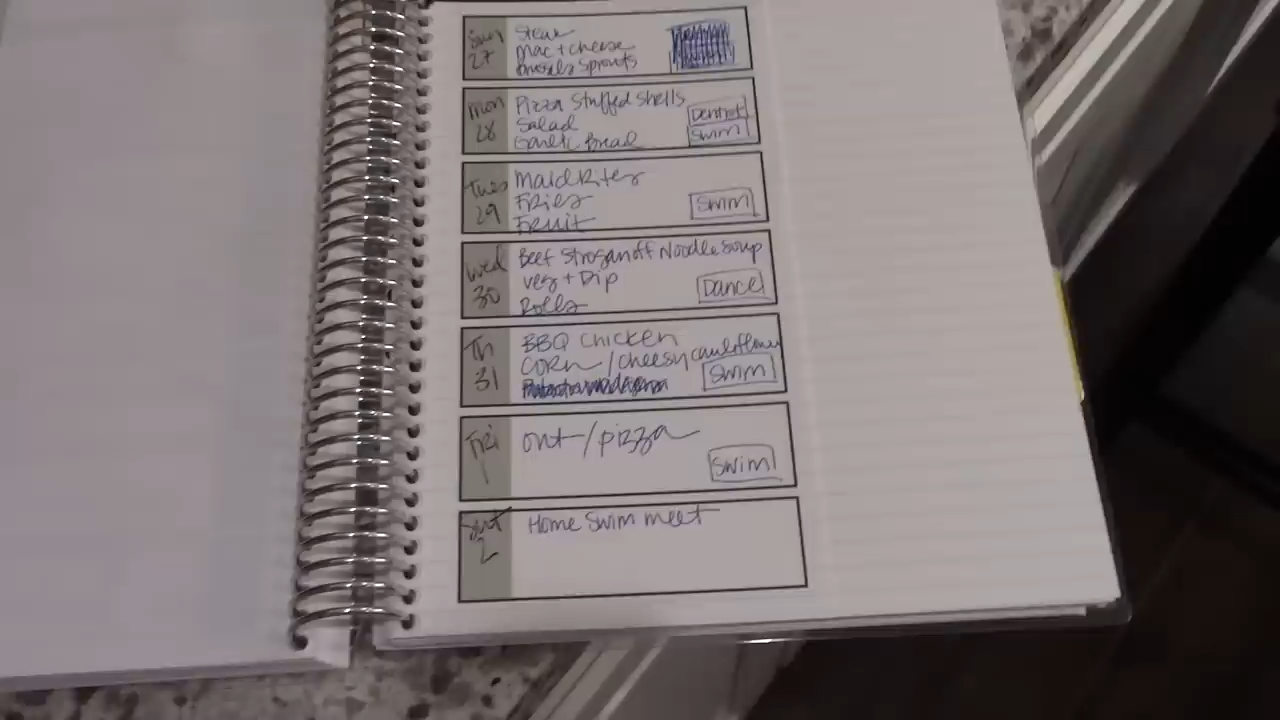 Sun 27
Steak
Mac + cheese
Brussels Sprouts
Mon 28
Pizza Stuffed Shells
Salad
Garlic Bread
Dentist
Swim
Tues 29
MaidRites
Fries
Fruit
Swim
Wed 30
Beef Stroganoff Noodle Soup
Veg + Dip
Rolls
Dance
Th 31
BBQ Chicken
Corn / cheesy cauliflower
Swim
Fri 1
out / pizza
Swim
Sat 2
Home Swim meet